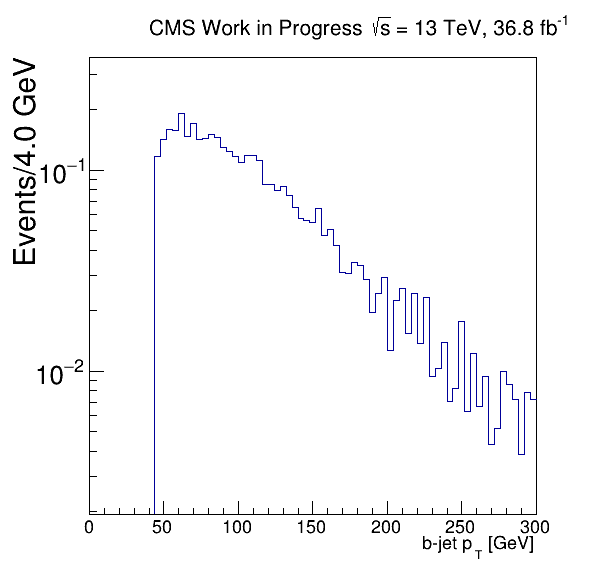 CMS Work in Progress √s = 13 TeV, 36.8 fb⁻¹
Events/4.0 GeV
10⁻¹
10⁻²
0 50 100 150 200 250 300
b-jet p_T [GeV]